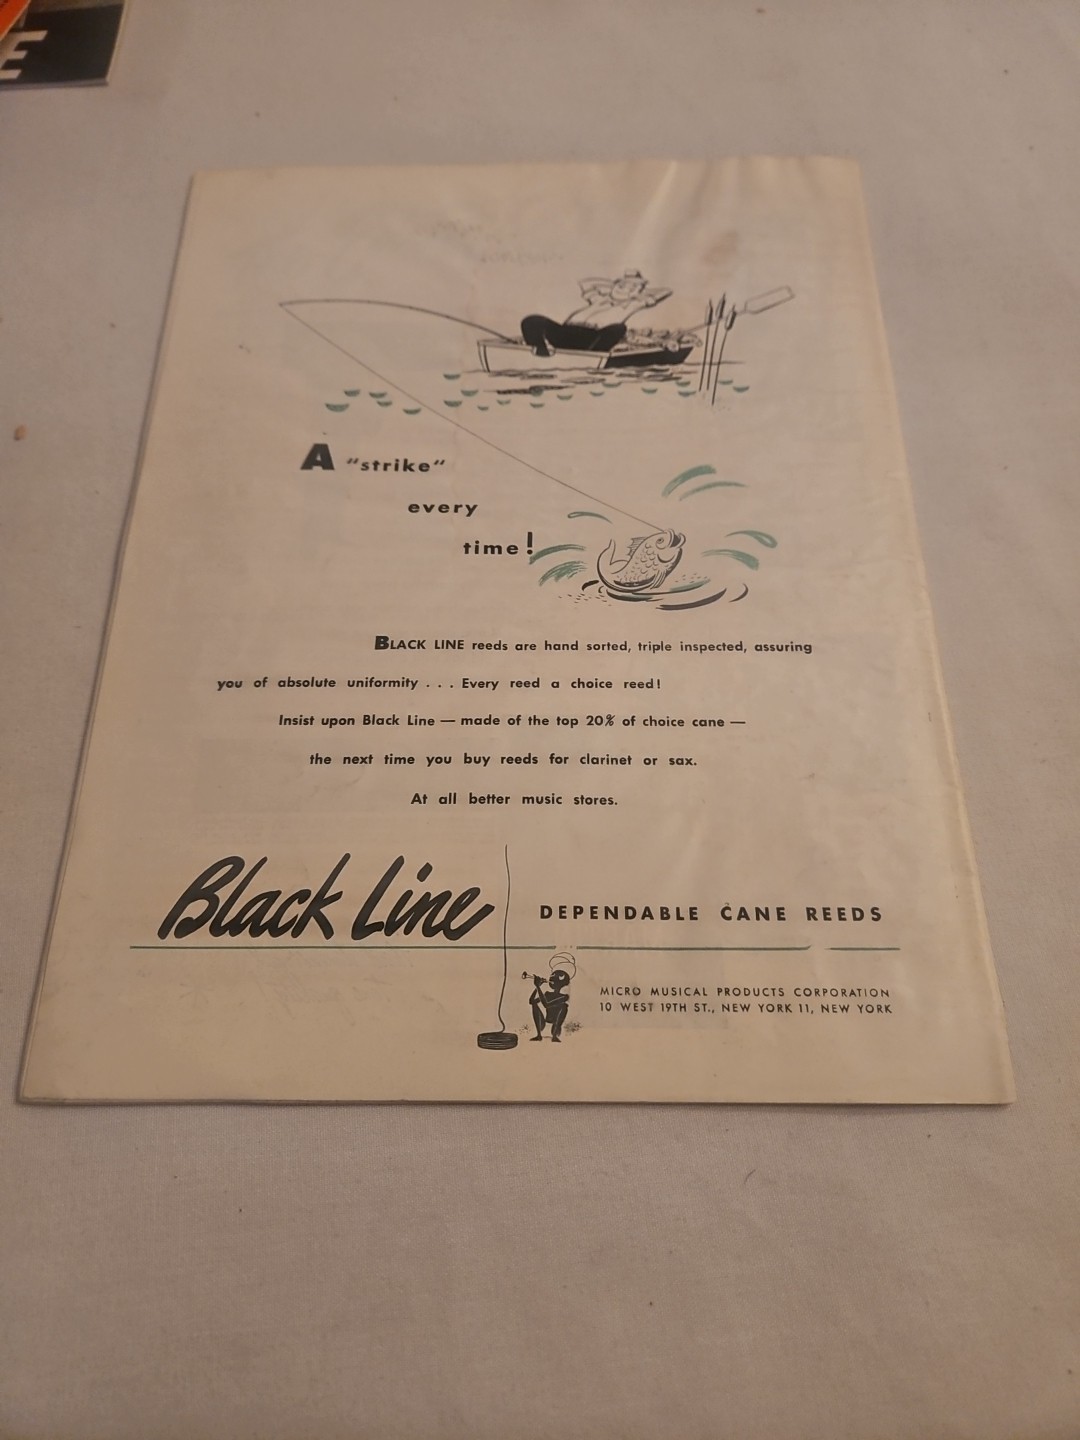 E
A "strike"
every
time!
BLACK LINE reeds are hand sorted, triple inspected, assuring
you of absolute uniformity . . . Every reed a choice reed!
Insist upon Black Line — made of the top 20% of choice cane —
the next time you buy reeds for clarinet or sax.
At all better music stores.
Black Line
DEPENDABLE CANE REEDS
MICRO MUSICAL PRODUCTS CORPORATION
10 WEST 19TH ST., NEW YORK 11, NEW YORK